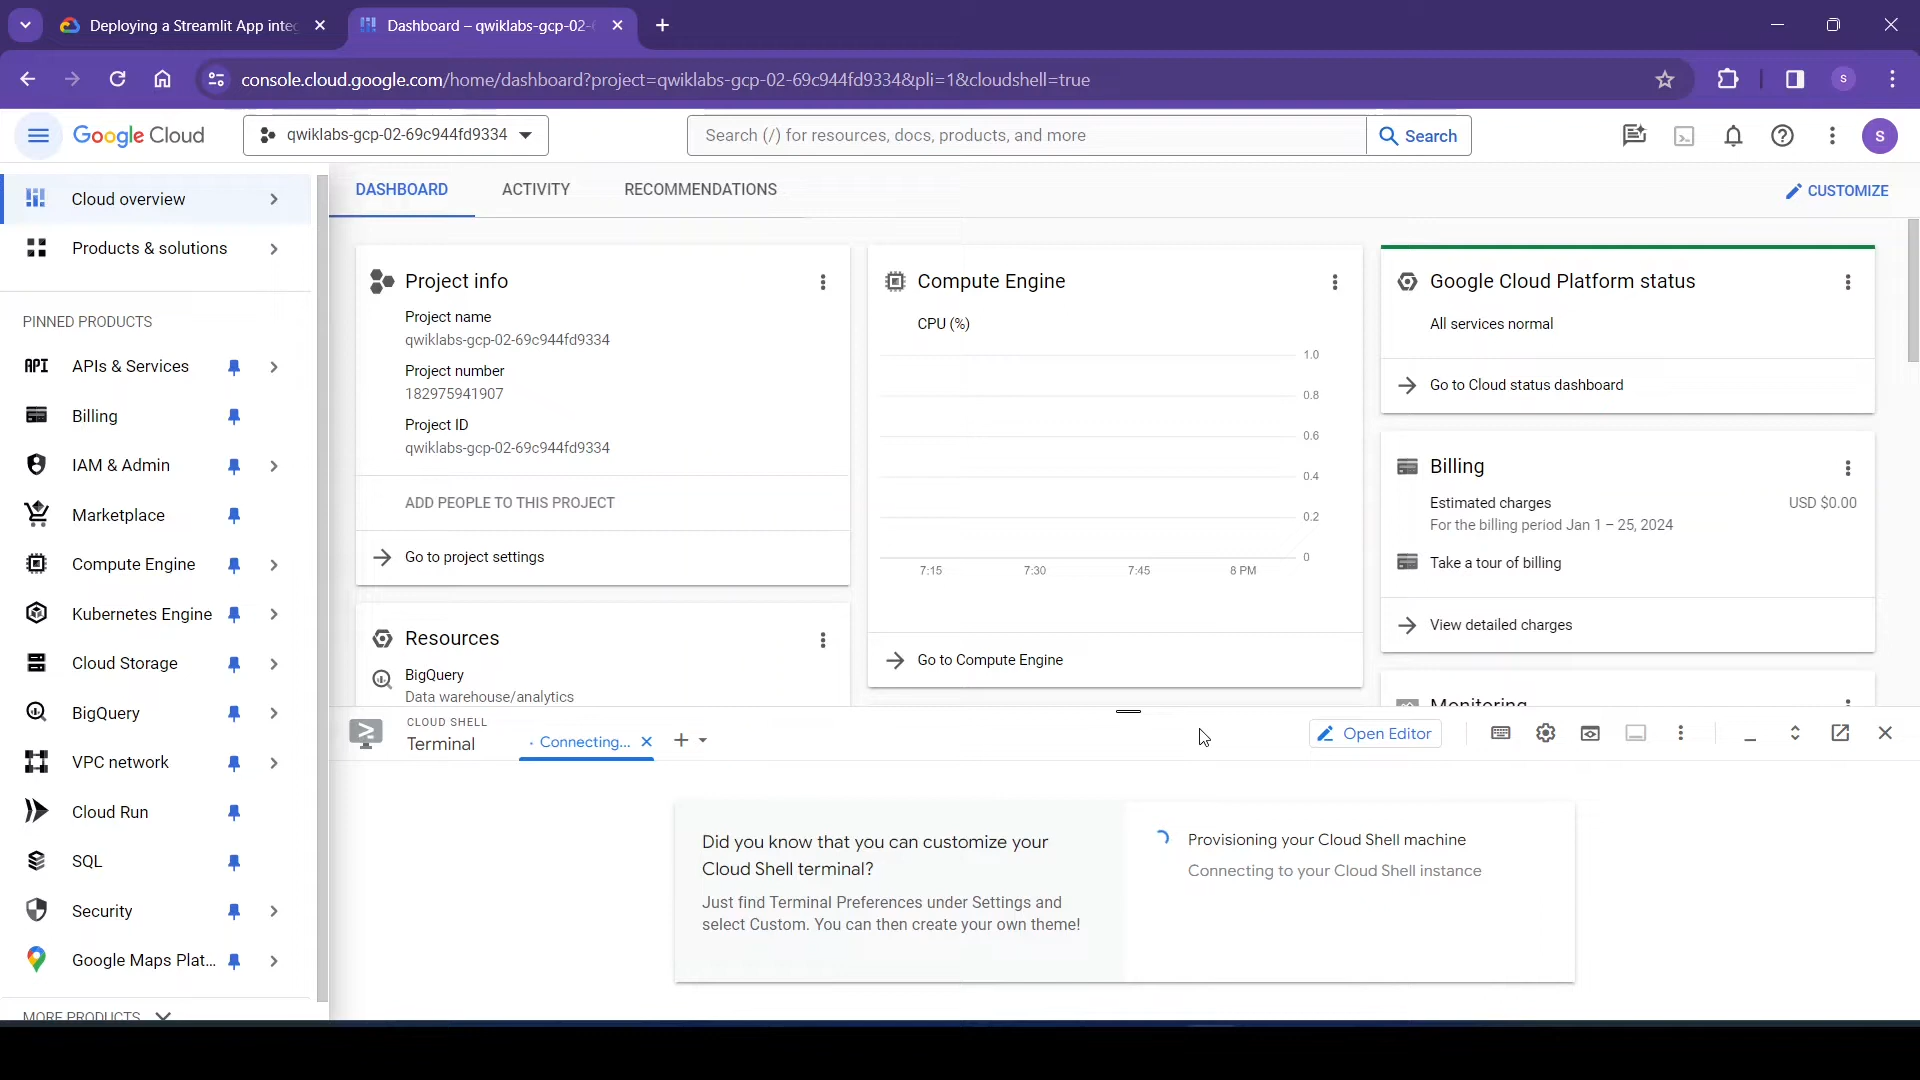 Deploying a Streamlit App inte
Dashboard – qwiklabs-gcp-02-
console.cloud.google.com/home/dashboard?project=qwiklabs-gcp-02-69c944fd9334&pli=1&cloudshell=true
S
Google Cloud
qwiklabs-gcp-02-69c944fd9334
Search (/) for resources, docs, products, and more
Search
S
Cloud overview
Products & solutions
PINNED PRODUCTS
API APIs & Services
Billing
IAM & Admin
Marketplace
Compute Engine
Kubernetes Engine
Cloud Storage
BigQuery
VPC network
Cloud Run
SQL
Security
Google Maps Plat...
MORE PRODUCTS
DASHBOARD
ACTIVITY
RECOMMENDATIONS
CUSTOMIZE
Project info
Project name
qwiklabs-gcp-02-69c944fd9334
Project number
182975941907
Project ID
qwiklabs-gcp-02-69c944fd9334
ADD PEOPLE TO THIS PROJECT
Go to project settings
Resources
BigQuery
Data warehouse/analytics
Compute Engine
CPU (%)
1.0
0.8
0.6
0.4
0.2
0
7:15 7:30 7:45 8 PM
Go to Compute Engine
Google Cloud Platform status
All services normal
Go to Cloud status dashboard
Billing
Estimated charges USD $0.00
For the billing period Jan 1 – 25, 2024
Take a tour of billing
View detailed charges
Monitoring
CLOUD SHELL
Terminal
Connecting...
Open Editor
Did you know that you can customize your
Cloud Shell terminal?
Just find Terminal Preferences under Settings and
select Custom. You can then create your own theme!
Provisioning your Cloud Shell machine
Connecting to your Cloud Shell instance